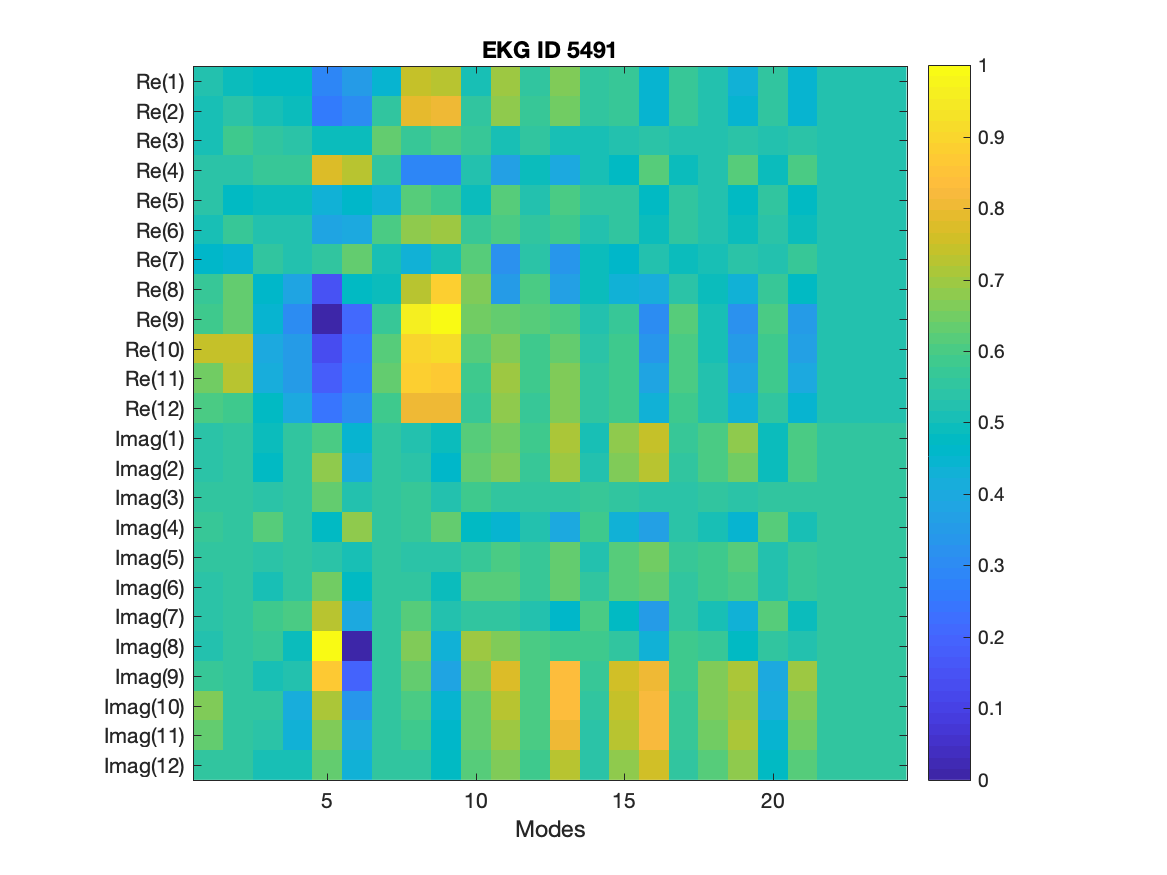 EKG ID 5491
Re(1)
Re(2)
Re(3)
Re(4)
Re(5)
Re(6)
Re(7)
Re(8)
Re(9)
Re(10)
Re(11)
Re(12)
Imag(1)
Imag(2)
Imag(3)
Imag(4)
Imag(5)
Imag(6)
Imag(7)
Imag(8)
Imag(9)
Imag(10)
Imag(11)
Imag(12)
5 10 15 20
Modes
1
0.9
0.8
0.7
0.6
0.5
0.4
0.3
0.2
0.1
0